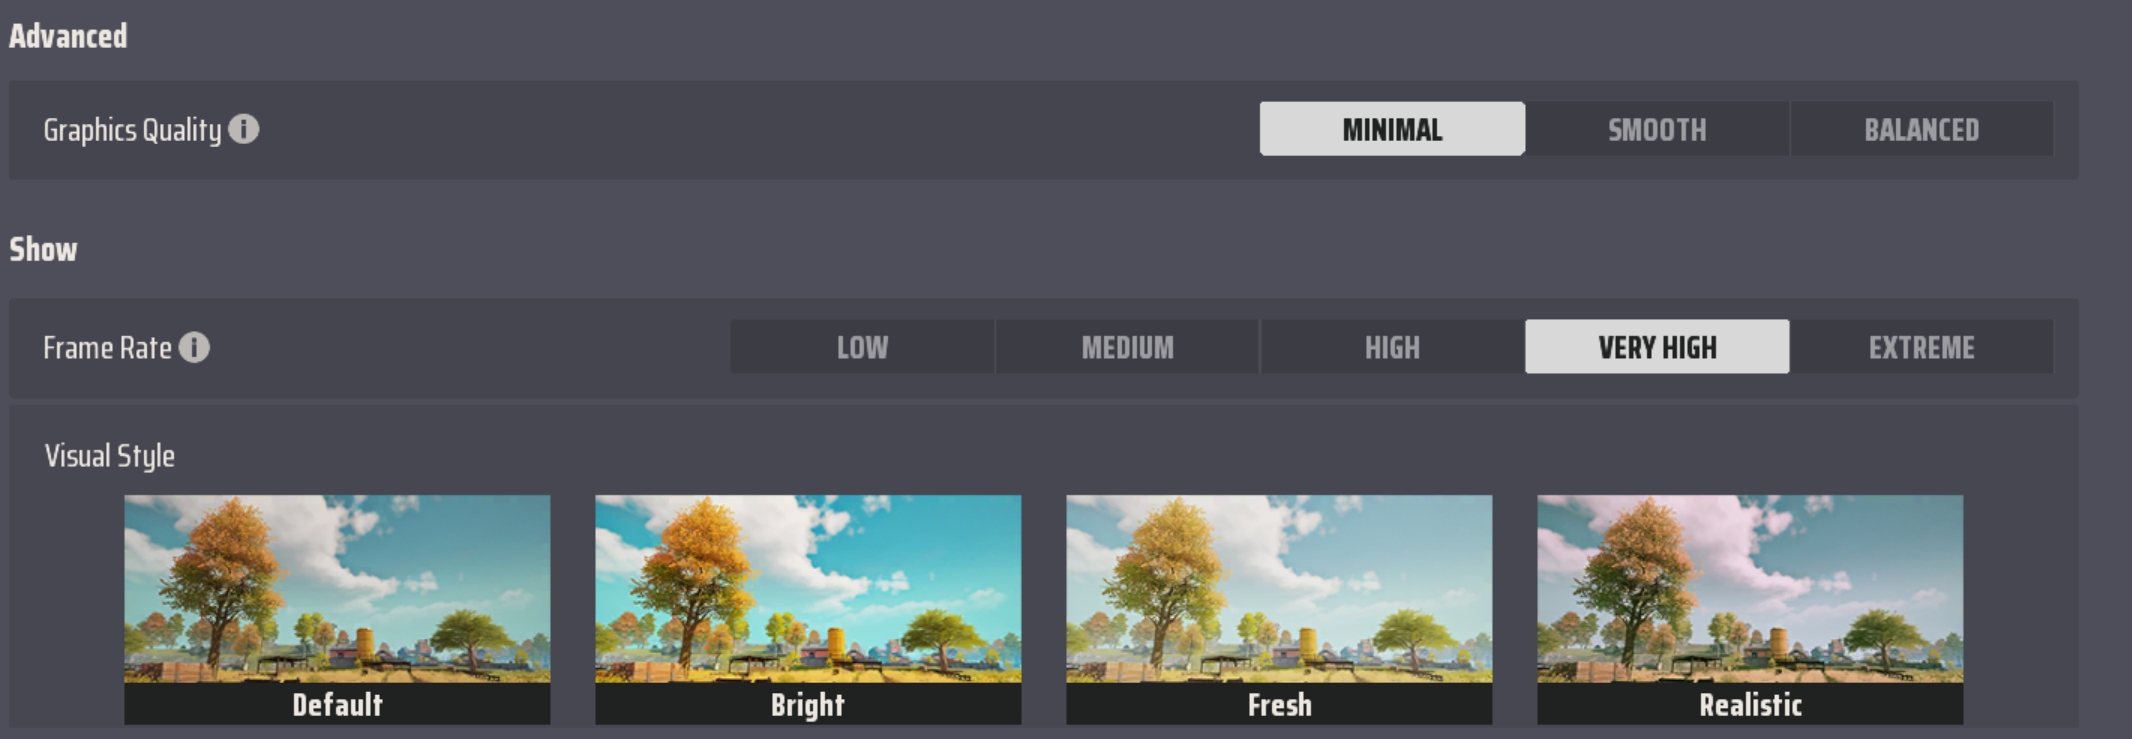 Advanced
Graphics Quality i MINIMAL SMOOTH BALANCED
Show
Frame Rate i LOW MEDIUM HIGH VERY HIGH EXTREME
Visual Style
Default Bright Fresh Realistic